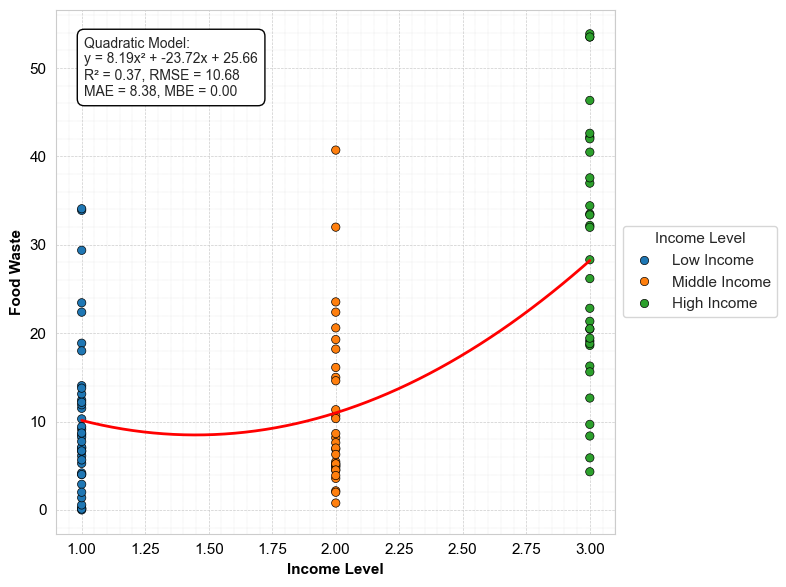 Quadratic Model:
y = 8.19x² + -23.72x + 25.66
R² = 0.37, RMSE = 10.68
MAE = 8.38, MBE = 0.00
50
40
30
20
10
0
Food Waste
1.00 1.25 1.50 1.75 2.00 2.25 2.50 2.75 3.00
Income Level
Income Level
Low Income
Middle Income
High Income